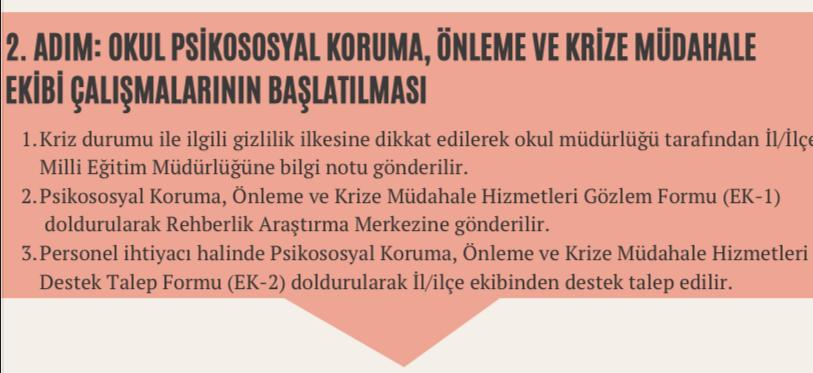 2. ADIM: OKUL PSİKOSOSYAL KORUMA, ÖNLEME VE KRİZE MÜDAHALE
EKİBİ ÇALIŞMALARININ BAŞLATILMASI
1.Kriz durumu ile ilgili gizlilik ilkesine dikkat edilerek okul müdürlüğü tarafından İl/İlçe
Milli Eğitim Müdürlüğüne bilgi notu gönderilir.
2.Psikososyal Koruma, Önleme ve Krize Müdahale Hizmetleri Gözlem Formu (EK-1)
doldurularak Rehberlik Araştırma Merkezine gönderilir.
3.Personel ihtiyacı halinde Psikososyal Koruma, Önleme ve Krize Müdahale Hizmetleri
Destek Talep Formu (EK-2) doldurularak İl/ilçe ekibinden destek talep edilir.